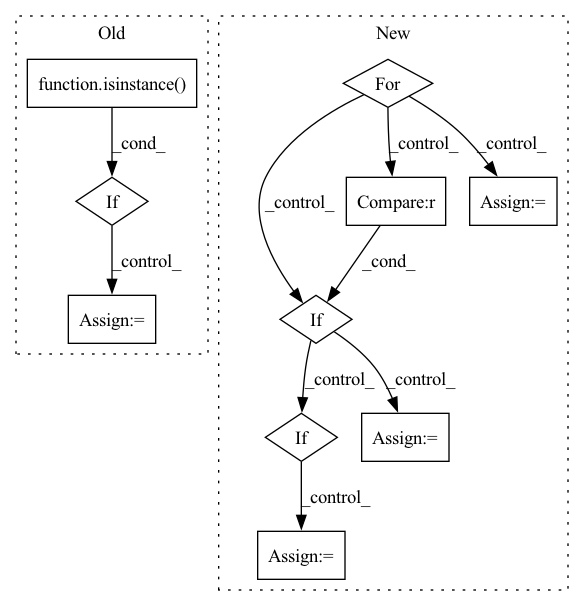 Old
New
function.isinstance()
For
_cond_
_control_
_control_
_control_
If
Compare:r
Assign:=
_control_
_cond_
Assign:=
If
_control_
_control_
If
Assign:=
_control_
Assign:=